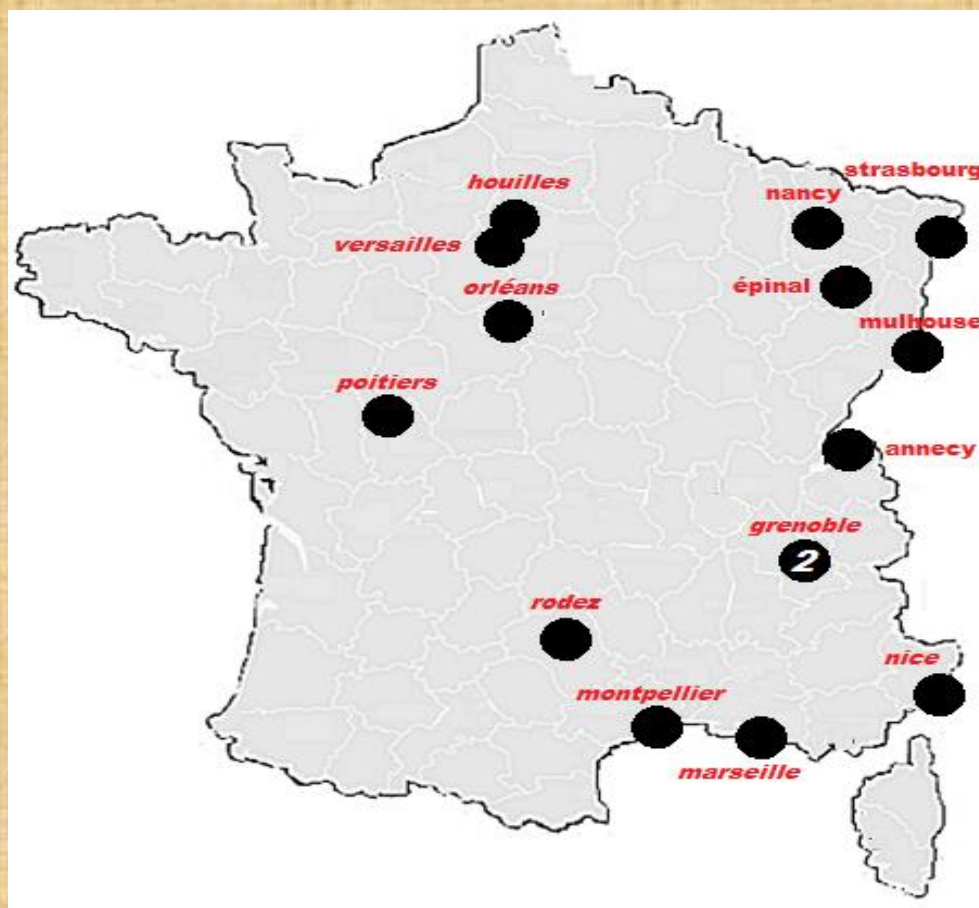 strasbourg
houilles
nancy
versailles
épinal
orléans
mulhouse
poitiers
annecy
grenoble
2
rodez
nice
montpellier
marseille